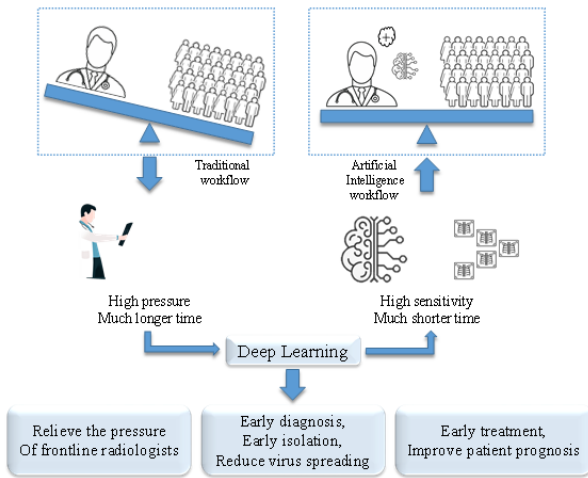 Traditional
workflow
Artificial
Intelligence
workflow
High pressure
Much longer time
High sensitivity
Much shorter time
Deep Learning
Relieve the pressure
Of frontline radiologists
Early diagnosis,
Early isolation,
Reduce virus spreading
Early treatment,
Improve patient prognosis